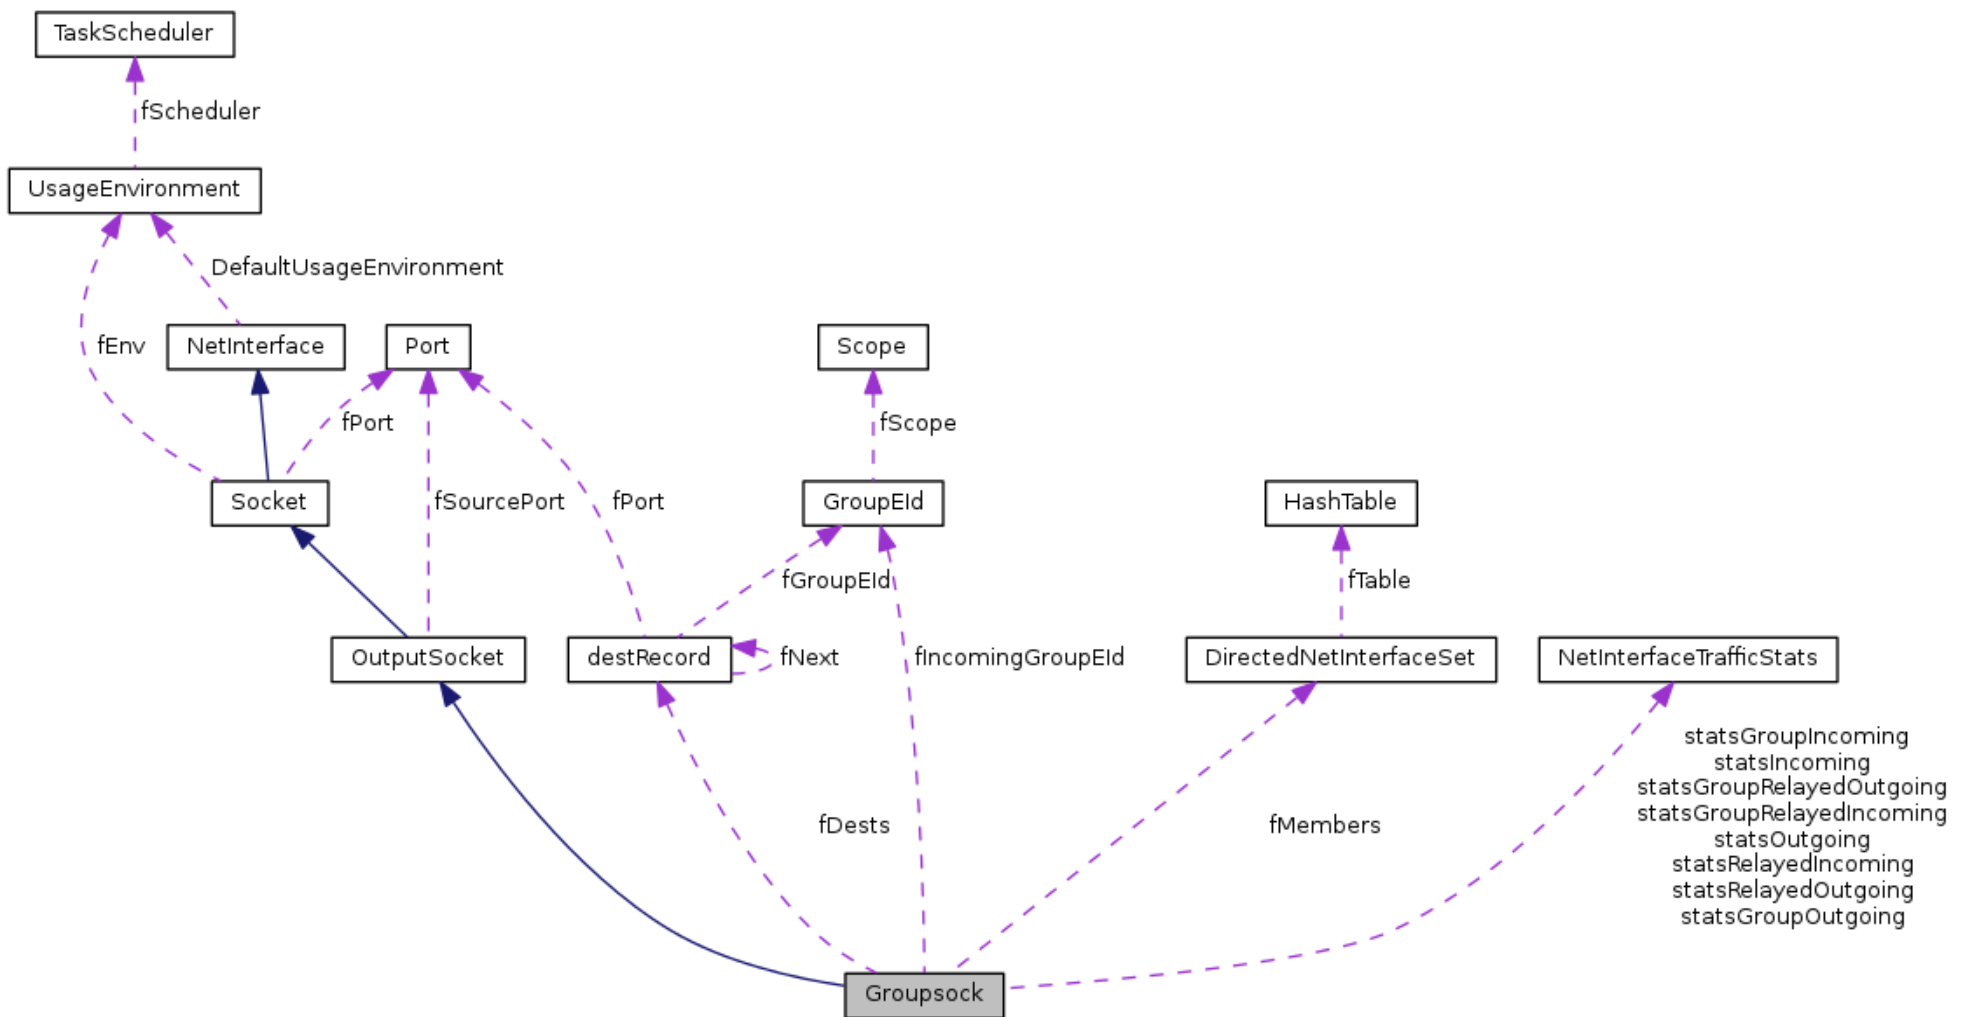 TaskScheduler
fScheduler
UsageEnvironment
DefaultUsageEnvironment
fEnv
NetInterface
Port
Scope
fPort
fScope
Socket
fSourcePort
fPort
GroupEId
HashTable
fGroupEId
fTable
OutputSocket
destRecord
fNext
fIncomingGroupEId
DirectedNetInterfaceSet
NetInterfaceTrafficStats
fDests
fMembers
statsGroupIncoming
statsIncoming
statsGroupRelayedOutgoing
statsGroupRelayedIncoming
statsOutgoing
statsRelayedIncoming
statsRelayedOutgoing
statsGroupOutgoing
Groupsock